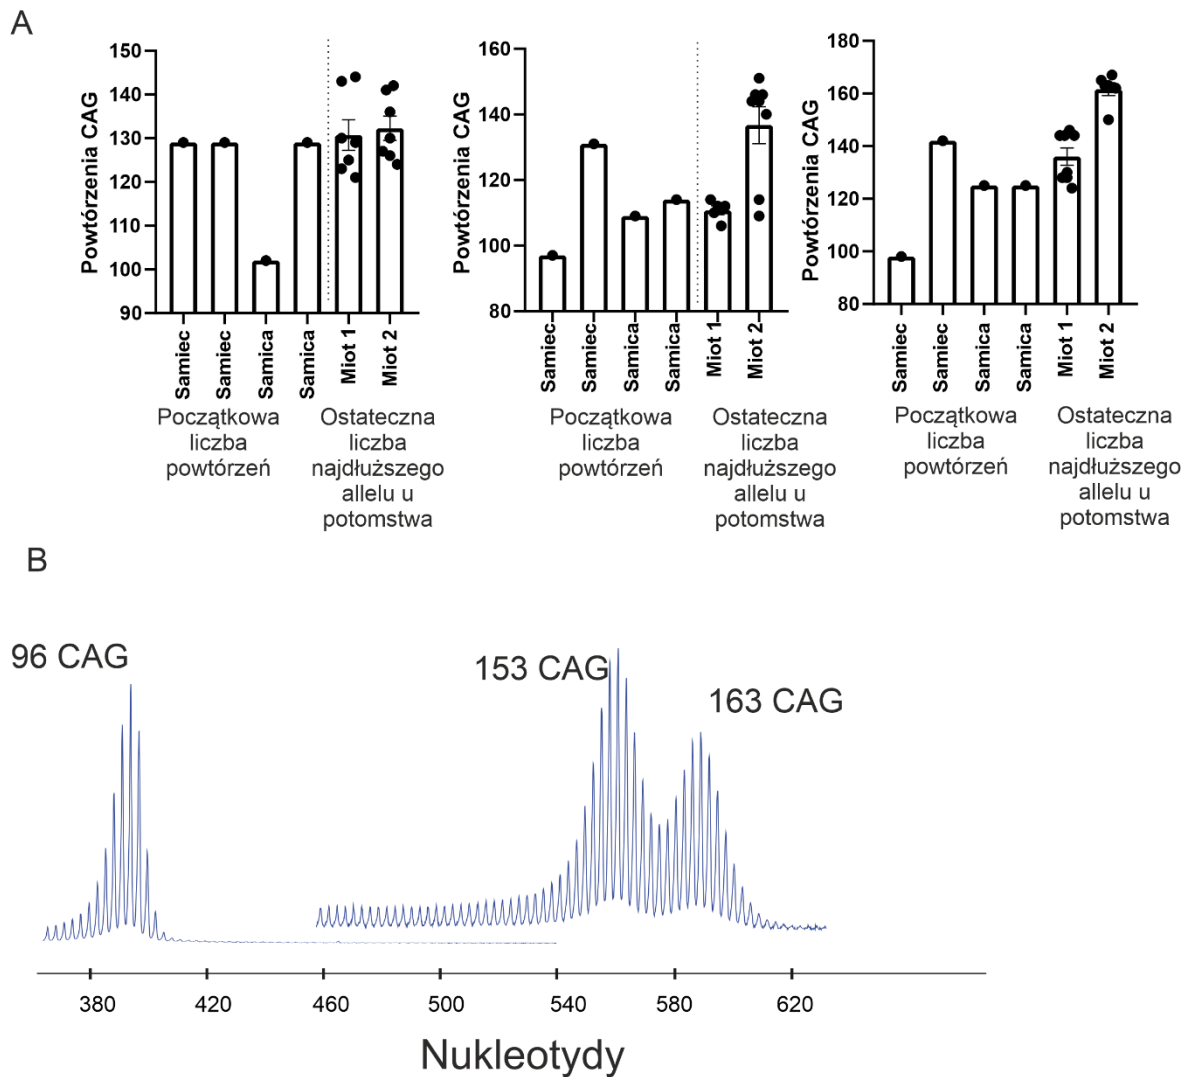 A
Powtórzenia CAG
150
140
130
120
110
100
90
Samiec
Samiec
Samica
Samica
Miot 1
Miot 2
Początkowa
liczba
powtórzeń
Ostateczna
liczba
najdłuższego
allelu u
potomstwa
Powtórzenia CAG
160
140
120
100
80
Samiec
Samiec
Samica
Samica
Miot 1
Miot 2
Początkowa
liczba
powtórzeń
Ostateczna
liczba
najdłuższego
allelu u
potomstwa
Powtórzenia CAG
180
160
140
120
100
80
Samiec
Samiec
Samica
Samica
Miot 1
Miot 2
Początkowa
liczba
powtórzeń
Ostateczna
liczba
najdłuższego
allelu u
potomstwa
B
96 CAG
153 CAG
163 CAG
380 420 460 500 540 580 620
Nukleotydy